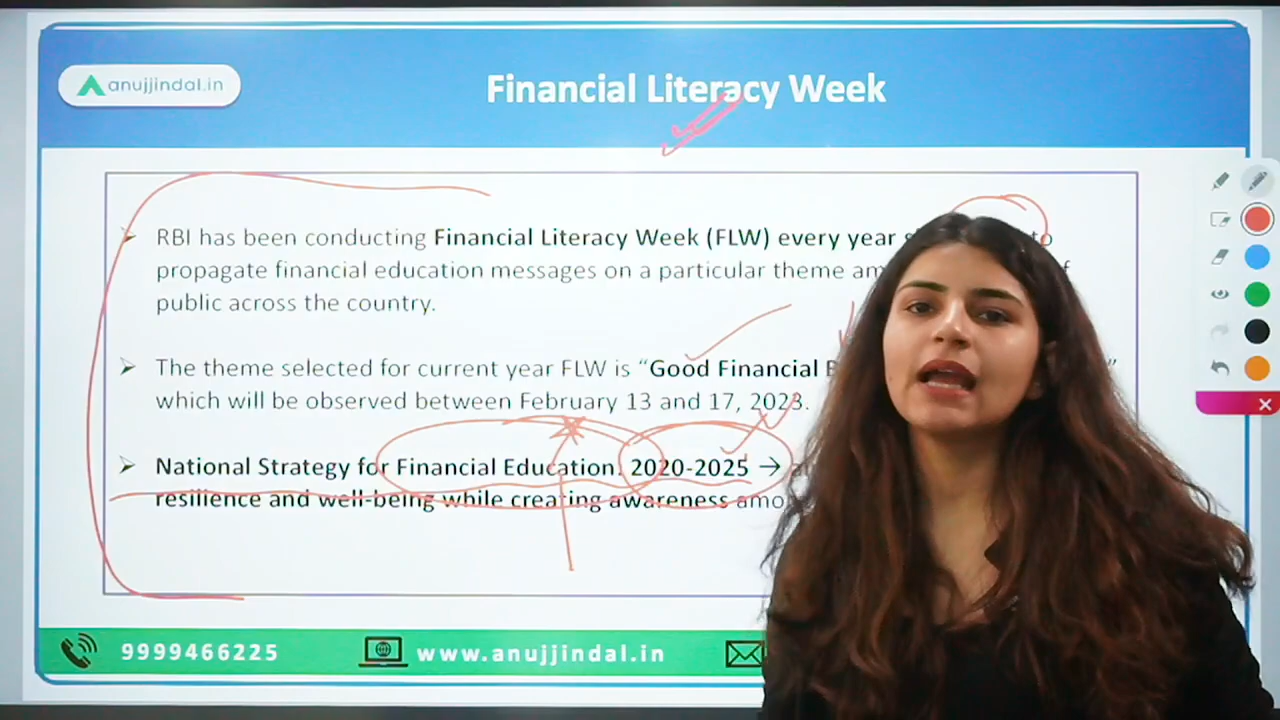 anujjindal.in
Financial Literacy Week
RBI has been conducting Financial Literacy Week (FLW) every year
propagate financial education messages on a particular theme
public across the country.
The theme selected for current year FLW is “Good Financial
which will be observed between February 13 and 17, 2023.
National Strategy for Financial Education: 2020-2025 →
resilience and well-being while creating awareness
9999466225
www.anujjindal.in